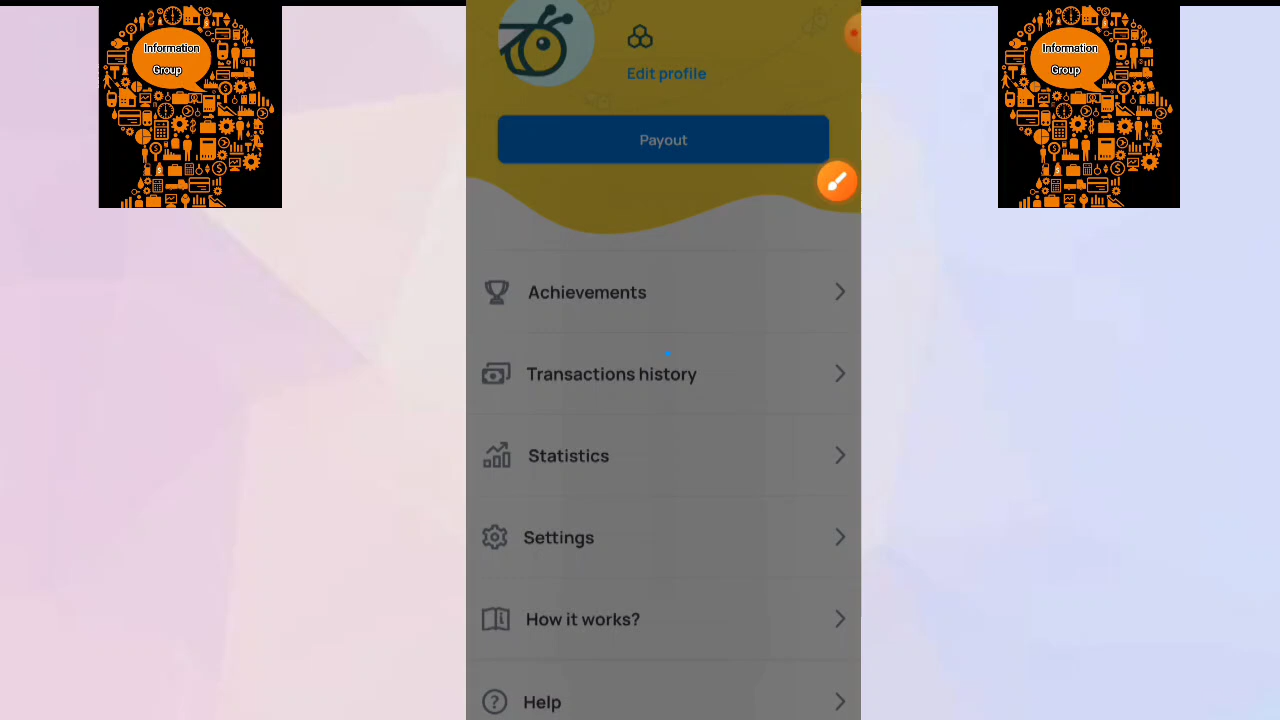 Information
Group
Edit profile
Payout
Achievements
Transactions history
Statistics
Settings
How it works?
Help
Information
Group